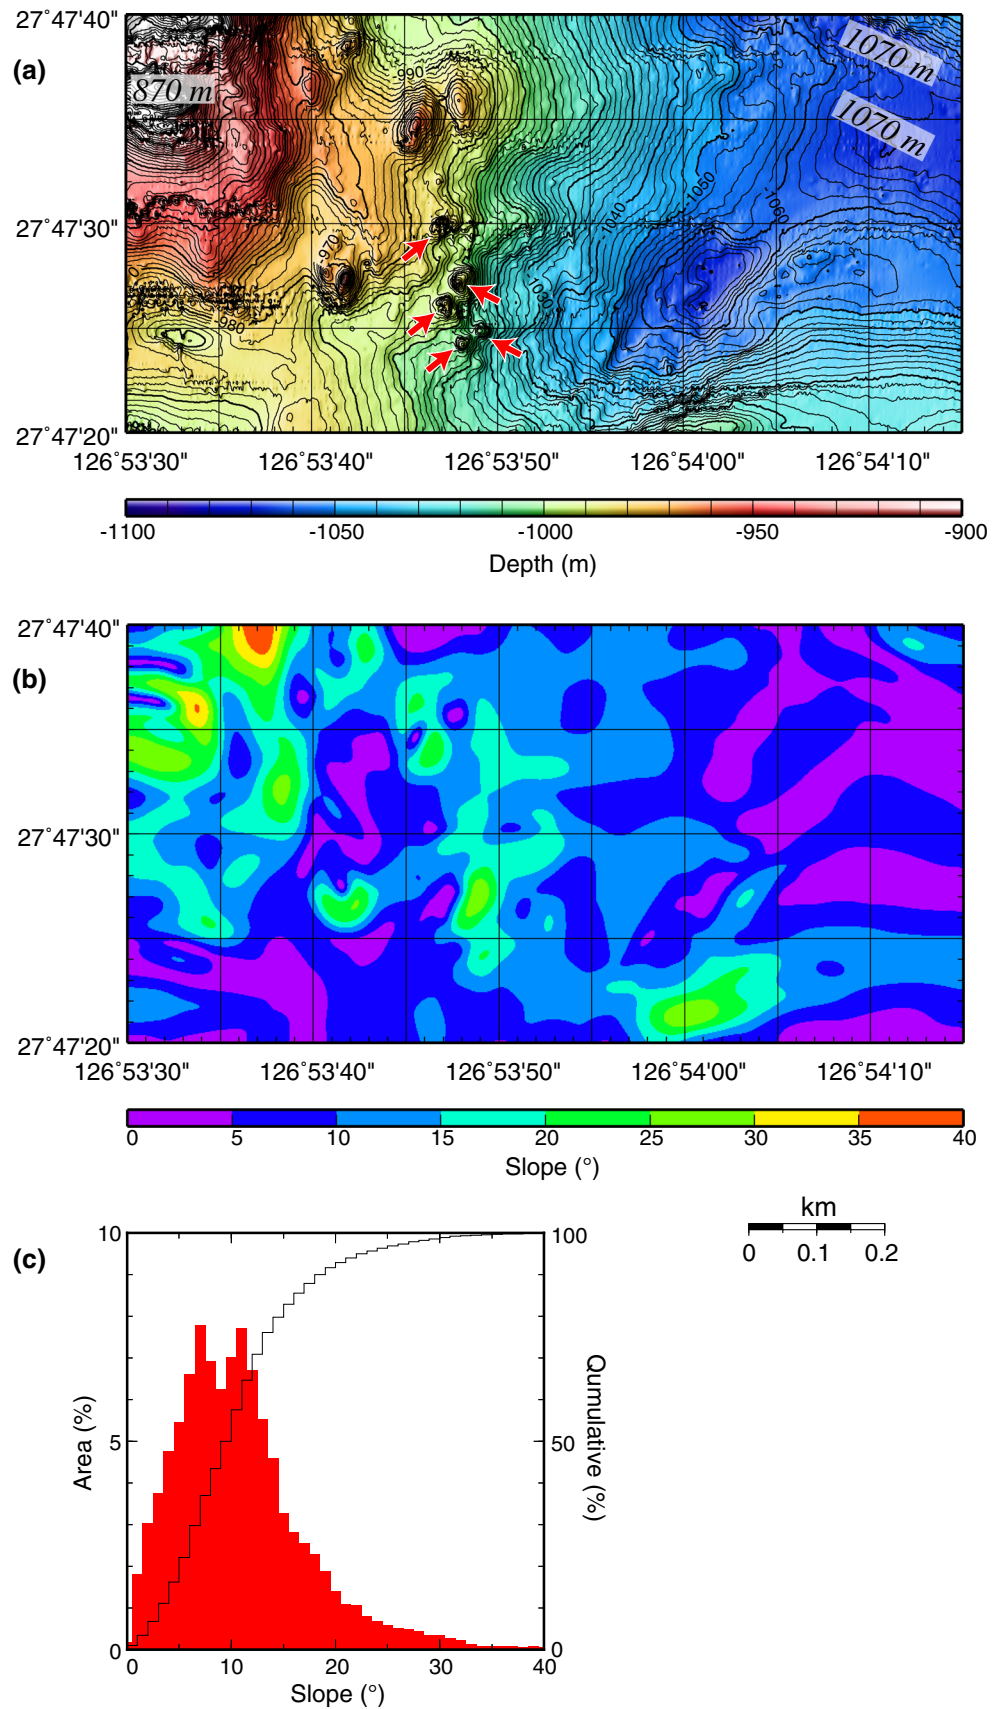 27°47'40"
(a)
870 m
-990
1070 m
1070 m
-1050
-1060
-1040
27°47'30"
-970
-1030
-980
27°47'20"
126°53'30" 126°53'40" 126°53'50" 126°54'00" 126°54'10"
-1100 -1050 -1000 -950 -900
Depth (m)
27°47'40"
(b)
27°47'30"
27°47'20"
126°53'30" 126°53'40" 126°53'50" 126°54'00" 126°54'10"
0 5 10 15 20 25 30 35 40
Slope (°)
km
0 0.1 0.2
(c)
10 100
Area (%)
Qumulative (%)
5 50
0 0
0 10 20 30 40
Slope (°)